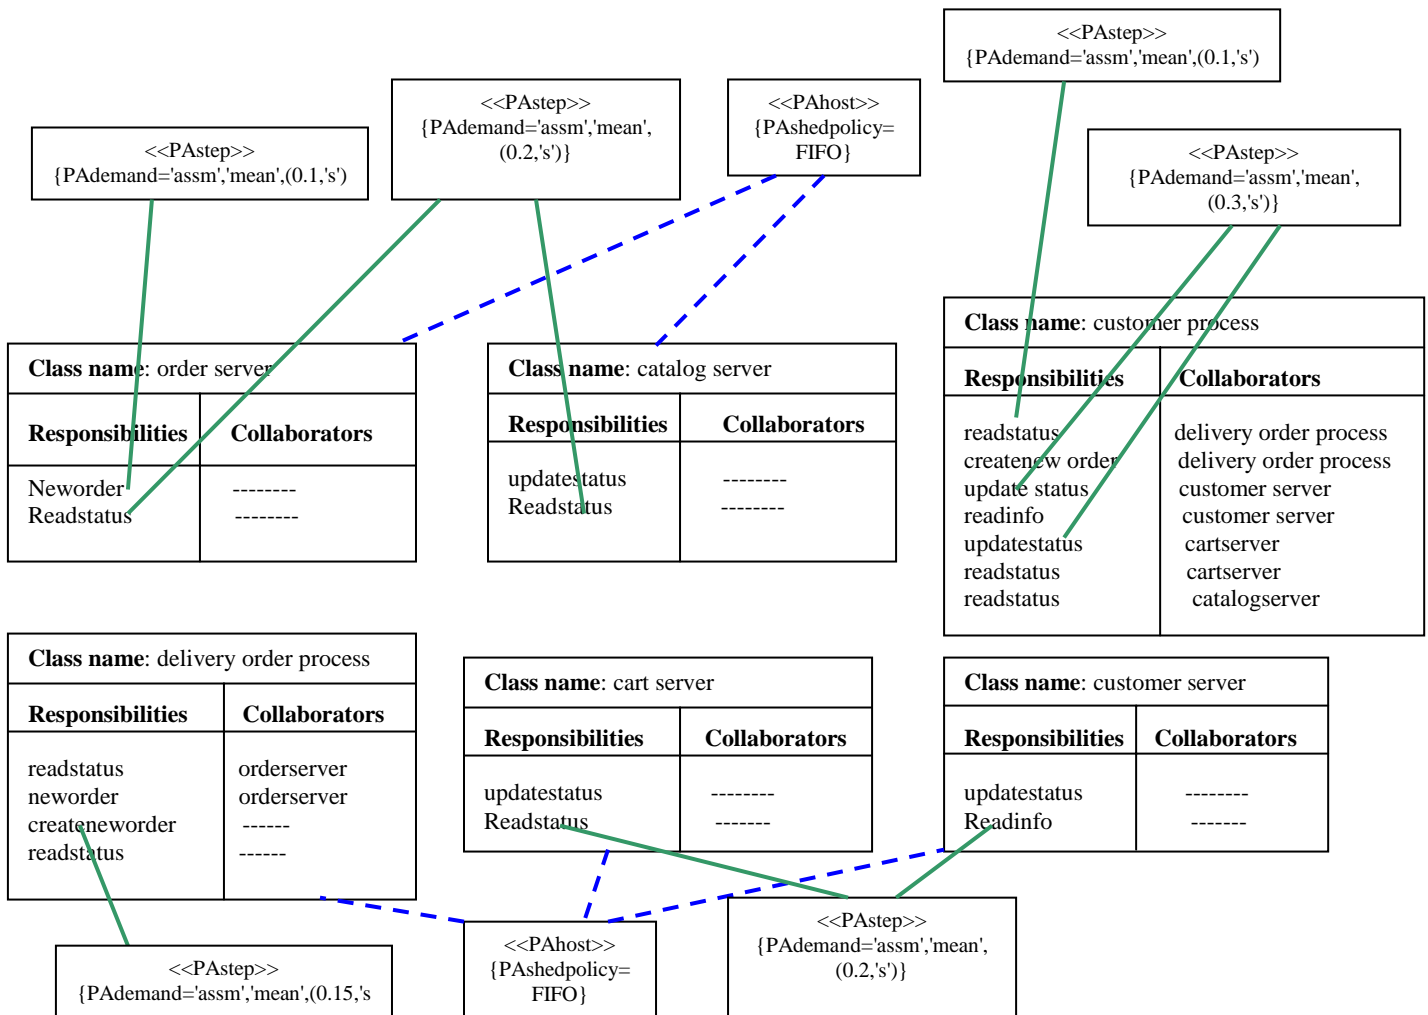 <<PAstep>>
{PAdemand='assm','mean',(0.1,'s')
<<PAstep>>
{PAdemand='assm','mean',
(0.2,'s')}
<<PAhost>>
{PAshedpolicy=
FIFO}
<<PAstep>>
{PAdemand='assm','mean',(0.1,'s')
<<PAstep>>
{PAdemand='assm','mean',
(0.3,'s')}
Class name: order server
Responsibilities Collaborators
Neworder --------
Readstatus --------
Class name: catalog server
Responsibilities Collaborators
updatestatus --------
Readstatus --------
Class name: customer process
Responsibilities Collaborators
readstatus delivery order process
createnew order delivery order process
update status customer server
readinfo customer server
updatestatus cartserver
readstatus cartserver
readstatus catalogserver
Class name: delivery order process
Responsibilities Collaborators
readstatus orderserver
neworder orderserver
createneworder ------
readstatus ------
Class name: cart server
Responsibilities Collaborators
updatestatus --------
Readstatus -------
Class name: customer server
Responsibilities Collaborators
updatestatus --------
Readinfo -------
<<PAstep>>
{PAdemand='assm','mean',(0.15,'s
<<PAhost>>
{PAshedpolicy=
FIFO}
<<PAstep>>
{PAdemand='assm','mean',
(0.2,'s')}